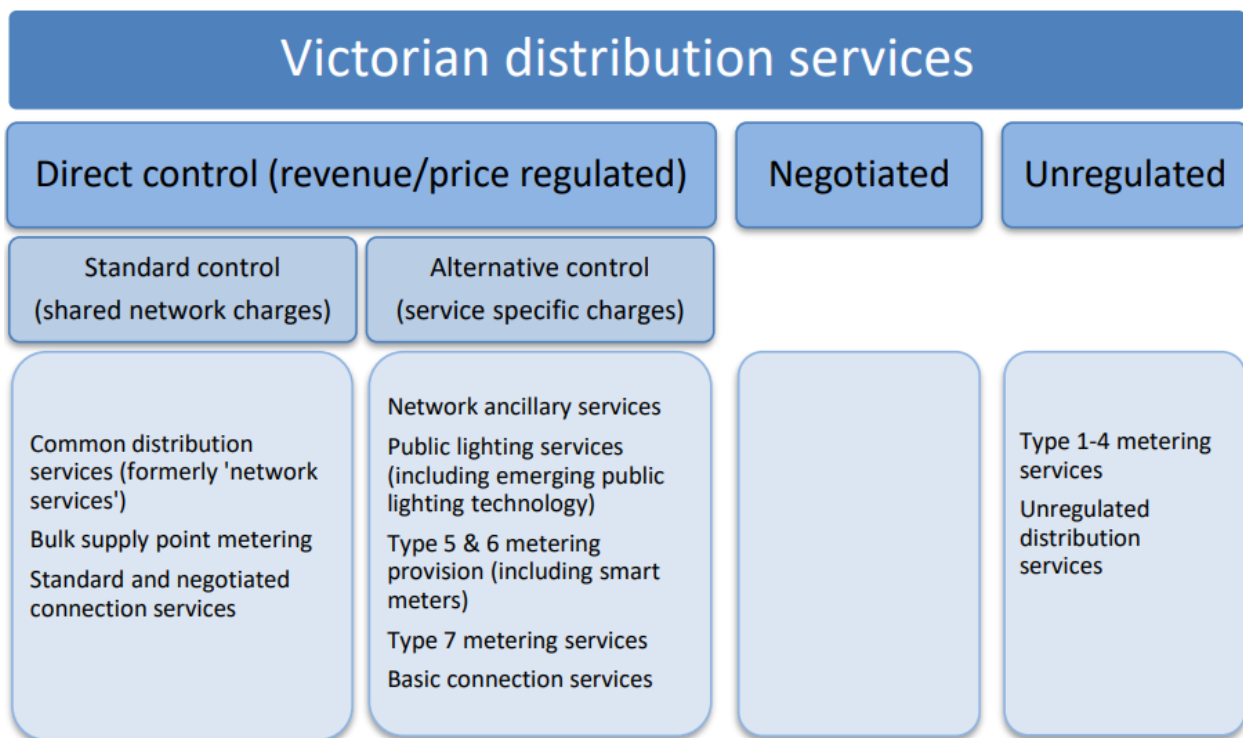 Victorian distribution services
Direct control (revenue/price regulated)
Negotiated
Unregulated
Standard control
(shared network charges)
Alternative control
(service specific charges)
Common distribution
services (formerly 'network
services')
Bulk supply point metering
Standard and negotiated
connection services
Network ancillary services
Public lighting services
(including emerging public
lighting technology)
Type 5 & 6 metering
provision (including smart
meters)
Type 7 metering services
Basic connection services
Type 1-4 metering
services
Unregulated
distribution
services